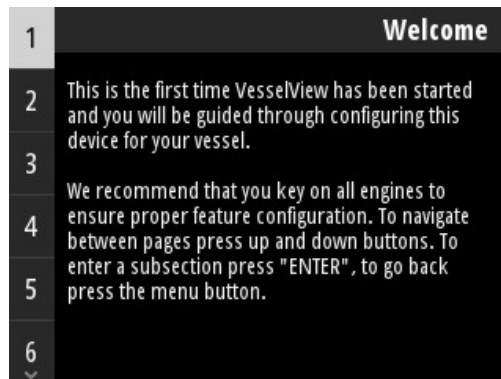 Welcome
1
2
3
4
5
6
This is the first time VesselView has been started
and you will be guided through configuring this
device for your vessel.
We recommend that you key on all engines to
ensure proper feature configuration. To navigate
between pages press up and down buttons. To
enter a subsection press "ENTER", to go back
press the menu button.